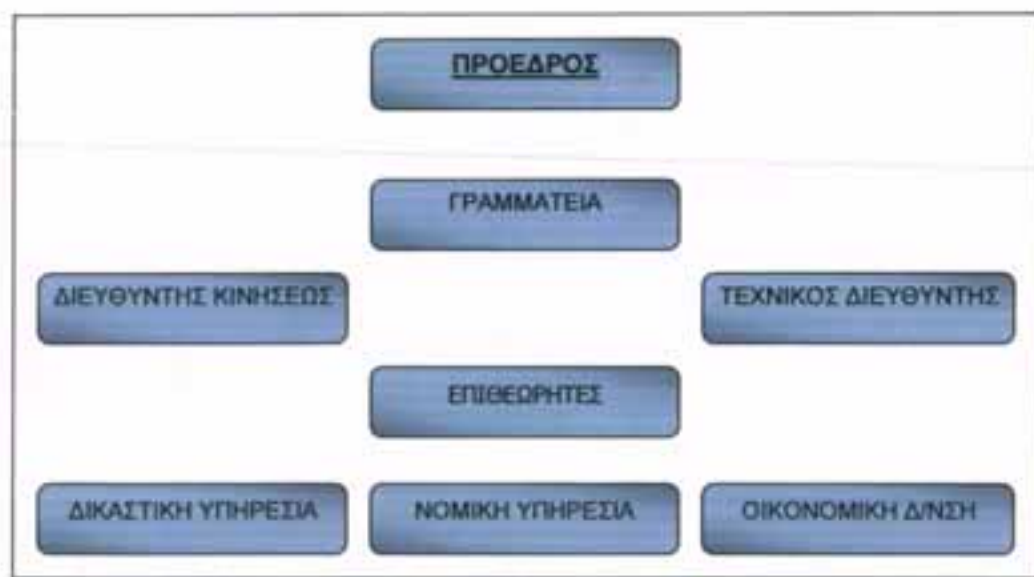 ΠΡΟΕΔΡΟΣ
ΓΡΑΜΜΑΤΕΙΑ
ΔΙΕΥΘΥΝΤΗΣ ΚΙΝΗΣΕΩΣ
ΤΕΧΝΙΚΟΣ ΔΙΕΥΘΥΝΤΗΣ
ΕΠΙΘΕΩΡΗΤΕΣ
ΔΙΚΑΣΤΙΚΗ ΥΠΗΡΕΣΙΑ
ΝΟΜΙΚΗ ΥΠΗΡΕΣΙΑ
ΟΙΚΟΝΟΜΙΚΗ Δ/ΝΣΗ